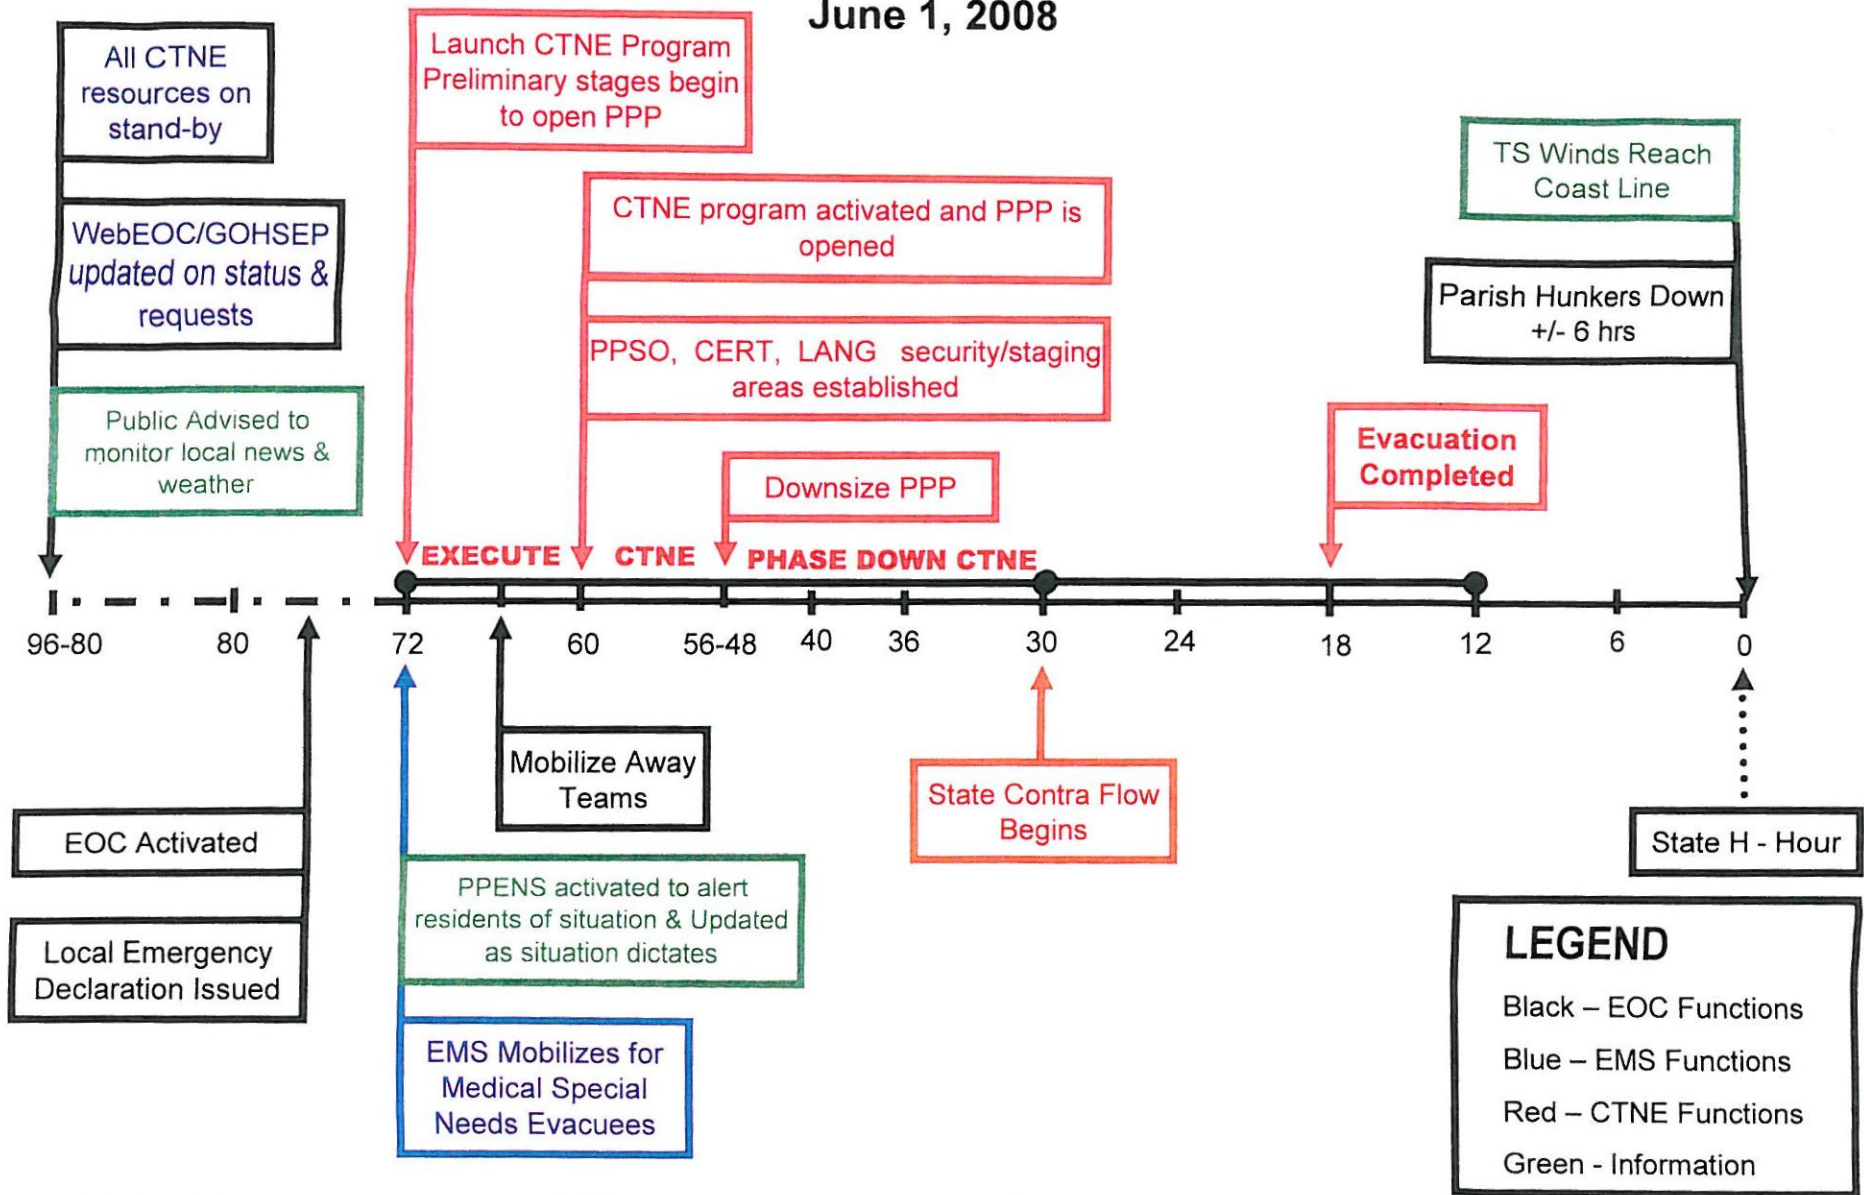 June 1, 2008
All CTNE
resources on
stand-by
WebEOC/GOHSEP
updated on status &
requests
Public Advised to
monitor local news &
weather
Launch CTNE Program
Preliminary stages begin
to open PPP
CTNE program activated and PPP is
opened
PPSO, CERT, LANG security/staging
areas established
Downsize PPP
TS Winds Reach
Coast Line
Parish Hunkers Down
+/- 6 hrs
Evacuation
Completed
EXECUTE CTNE PHASE DOWN CTNE
96-80 80 72 60 56-48 40 36 30 24 18 12 6 0
EOC Activated
Local Emergency
Declaration Issued
Mobilize Away
Teams
PPENS activated to alert
residents of situation & Updated
as situation dictates
EMS Mobilizes for
Medical Special
Needs Evacuees
State Contra Flow
Begins
State H - Hour
LEGEND
Black – EOC Functions
Blue – EMS Functions
Red – CTNE Functions
Green - Information